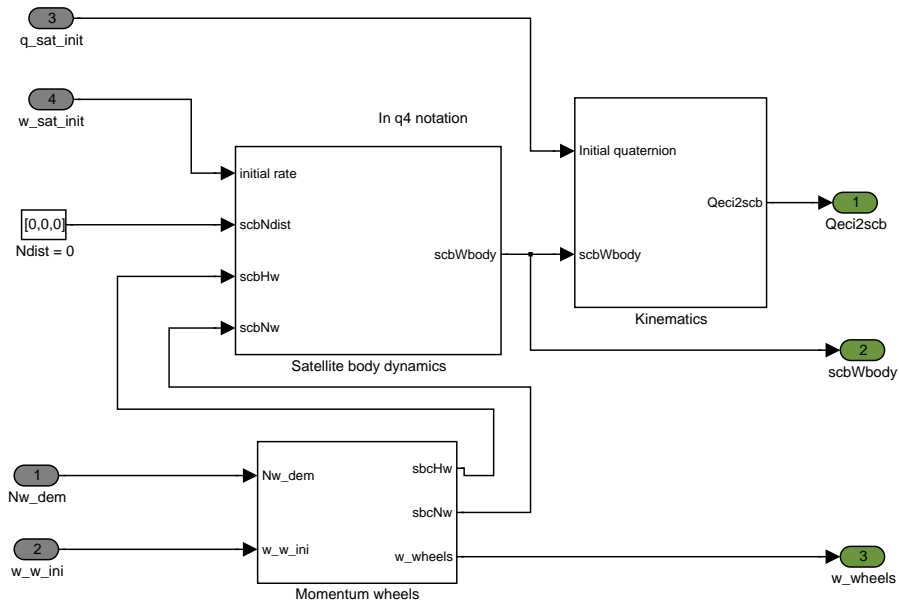 3
q_sat_init
4
w_sat_init
In q4 notation
initial rate
Initial quaternion
[0,0,0]
Ndist = 0
scbNdist
Qeci2scb
1
Qeci2scb
scbHw
scbWbody
scbWbody
scbNw
Kinematics
Satellite body dynamics
2
scbWbody
1
Nw_dem
Nw_dem
sbcHw
sbcNw
2
w_w_ini
w_w_ini
w_wheels
3
w_wheels
Momentum wheels